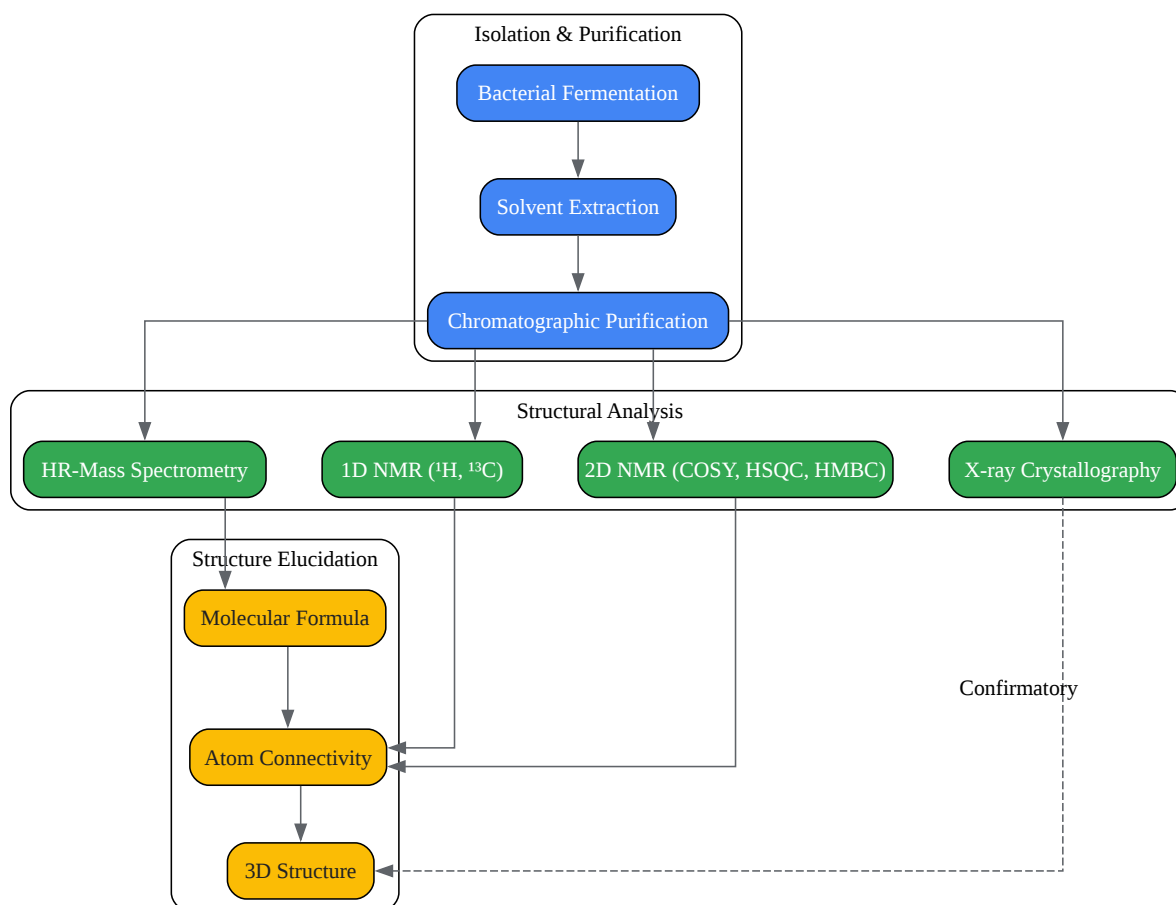 Isolation & Purification
Bacterial Fermentation
Solvent Extraction
Chromatographic Purification
Structural Analysis
HR-Mass Spectrometry
1D NMR (¹H, ¹³C)
2D NMR (COSY, HSQC, HMBC)
X-ray Crystallography
Structure Elucidation
Molecular Formula
Confirmatory
Atom Connectivity
3D Structure